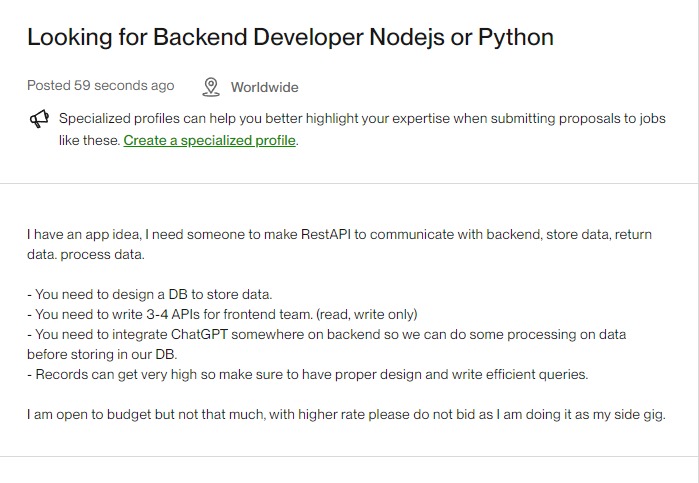 Looking for Backend Developer Nodejs or Python
Posted 59 seconds ago Worldwide
Specialized profiles can help you better highlight your expertise when submitting proposals to jobs
like these. Create a specialized profile.
I have an app idea, I need someone to make RestAPI to communicate with backend, store data, return
data. process data.
- You need to design a DB to store data.
- You need to write 3-4 APIs for frontend team. (read, write only)
- You need to integrate ChatGPT somewhere on backend so we can do some processing on data
before storing in our DB.
- Records can get very high so make sure to have proper design and write efficient queries.
I am open to budget but not that much, with higher rate please do not bid as I am doing it as my side gig.